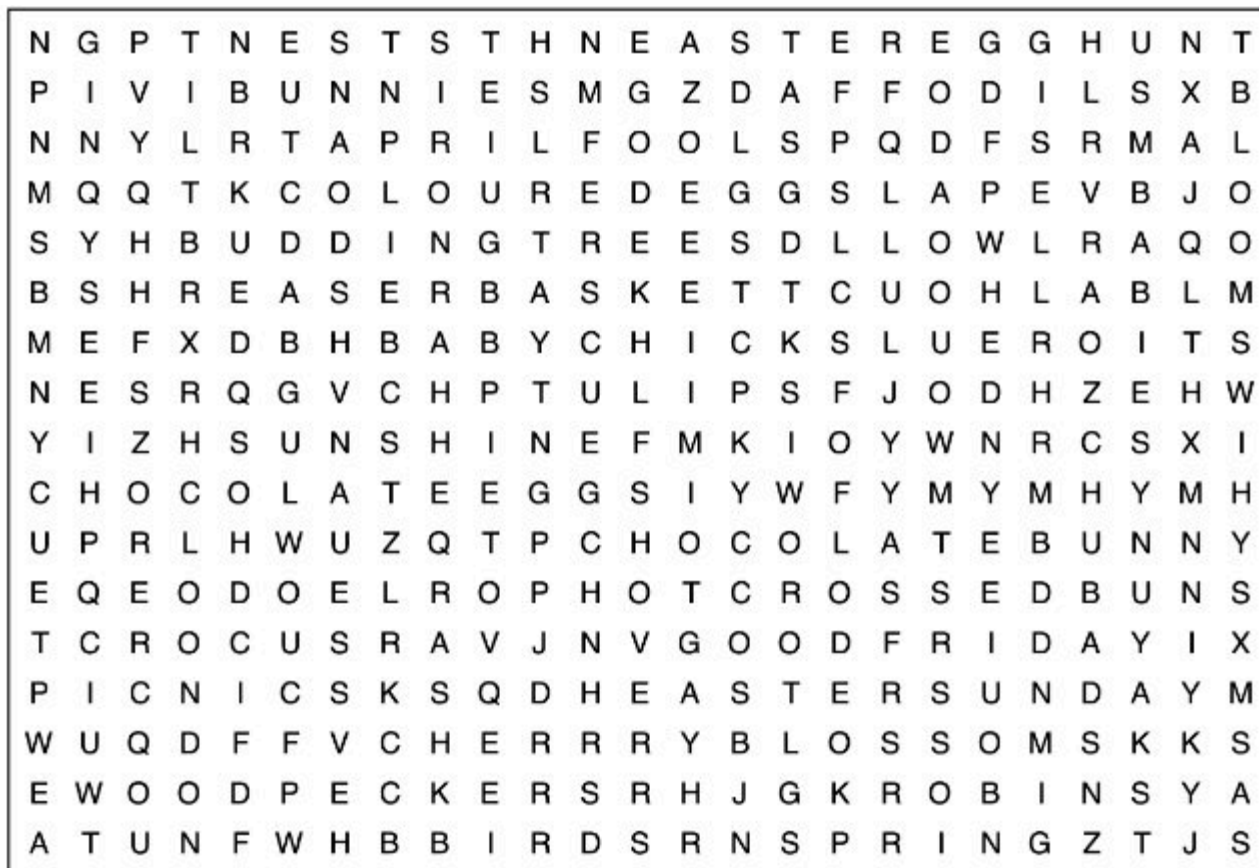 N G P T N E S T S T H N E A S T E R E G G H U N T
P I V I B U N N I E S M G Z D A F F O D I L S X B
N N Y L R T A P R I L F O O L S P Q D F S R M A L
M Q Q T K C O L O U R E D E G G S L A P E V B J O
S Y H B U D D I N G T R E E S D L L O W L R A Q O
B S H R E A S E R B A S K E T T C U O H L A B L M
M E F X D B H B A B Y C H I C K S L U E R O I T S
N E S R Q G V C H P T U L I P S F J O D H Z E H W
Y I Z H S U N S H I N E F M K I O Y W N R C S X I
C H O C O L A T E E G G S I Y W F Y M Y M H Y M H
U P R L H W U Z Q T P C H O C O L A T E B U N N Y
E Q E O D O E L R O P H O T C R O S S E D B U N S
T C R O C U S R A V J N V G O O D F R I D A Y I X
P I C N I C S K S Q D H E A S T E R S U N D A Y M
W U Q D F F V C H E R R R Y B L O S S O M S K K S
E W O O D P E C K E R S R H J G K R O B I N S Y A
A T U N F W H B B I R D S R N S P R I N G Z T J S